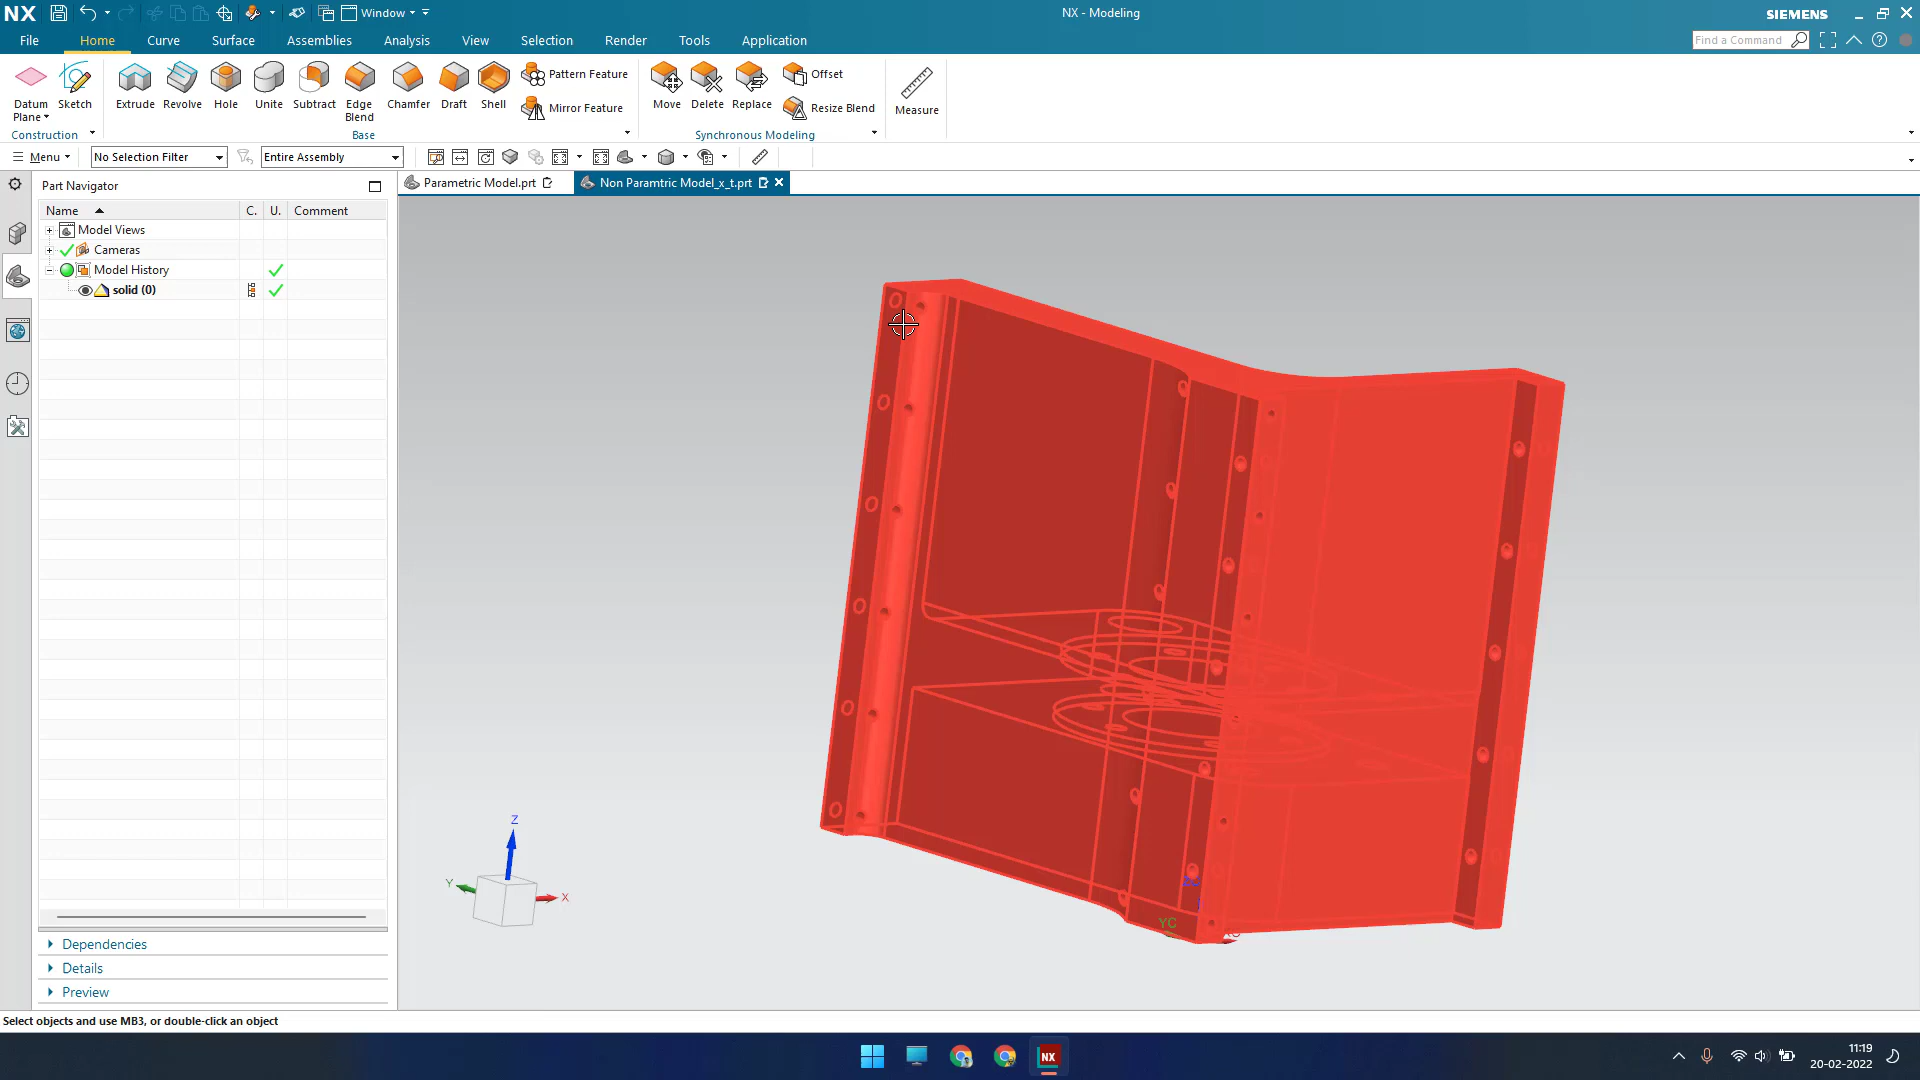 NX
Window
NX - Modeling
SIEMENS
File
Home
Curve
Surface
Assemblies
Analysis
View
Selection
Render
Tools
Application
Find a Command
Datum
Plane
Sketch
Extrude
Revolve
Hole
Unite
Subtract
Edge
Blend
Chamfer
Draft
Shell
Pattern Feature
Mirror Feature
Move
Delete
Replace
Offset
Resize Blend
Measure
Construction
Base
Synchronous Modeling
Menu
No Selection Filter
Entire Assembly
Part Navigator
Parametric Model.prt
Non Paramtric Model_x_t.prt
Name
C.
U.
Comment
Model Views
Cameras
Model History
solid (0)
Z
Y
X
YC
Dependencies
Details
Preview
Select objects and use MB3, or double-click an object
NX
11:19
20-02-2022